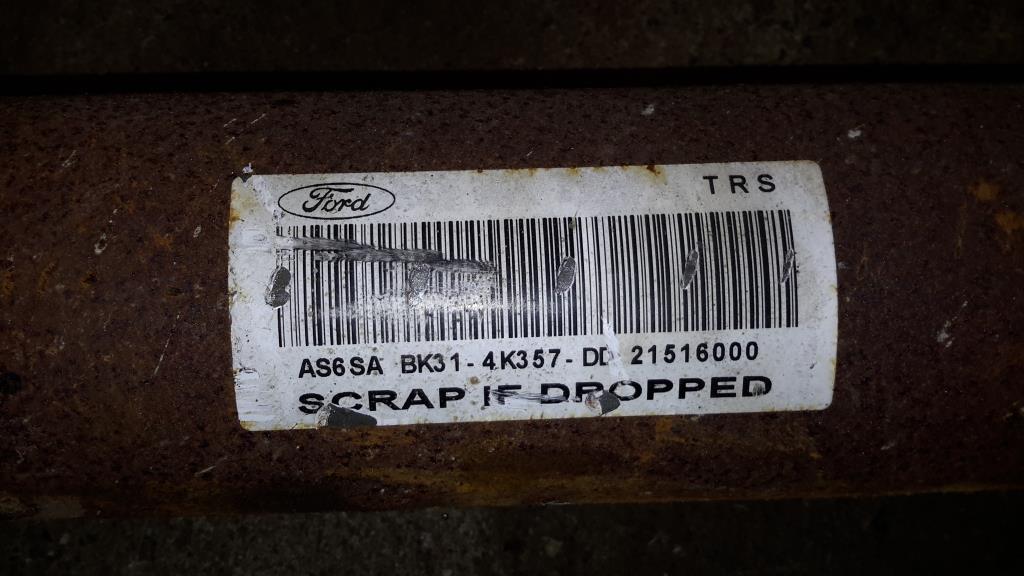 Ford
TRS
AS6SA BK31-4K357-DD 21516000
SCRAP IF DROPPED